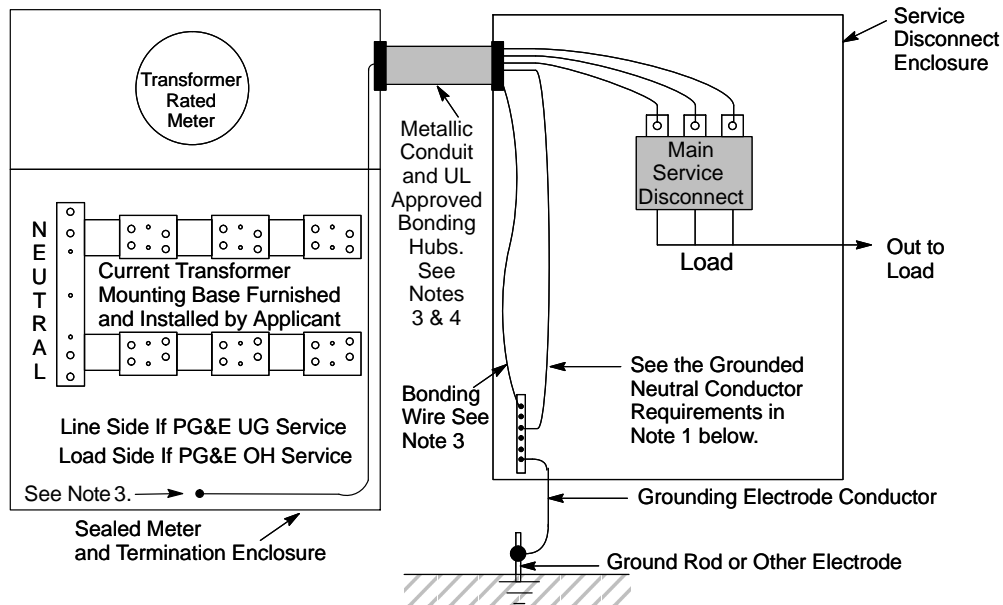 Transformer
Rated
Meter
N
E
U
T
R
A
L
Current Transformer
Mounting Base Furnished
and Installed by Applicant
Line Side If PG&E UG Service
Load Side If PG&E OH Service
See Note 3.
Sealed Meter
and Termination Enclosure
Metallic
Conduit
and UL
Approved
Bonding
Hubs.
See
Notes
3 & 4
Bonding
Wire See
Note 3
Service
Disconnect
Enclosure
Main
Service
Disconnect
Load
Out to
Load
See the Grounded
Neutral Conductor
Requirements in
Note 1 below.
Grounding Electrode Conductor
Ground Rod or Other Electrode